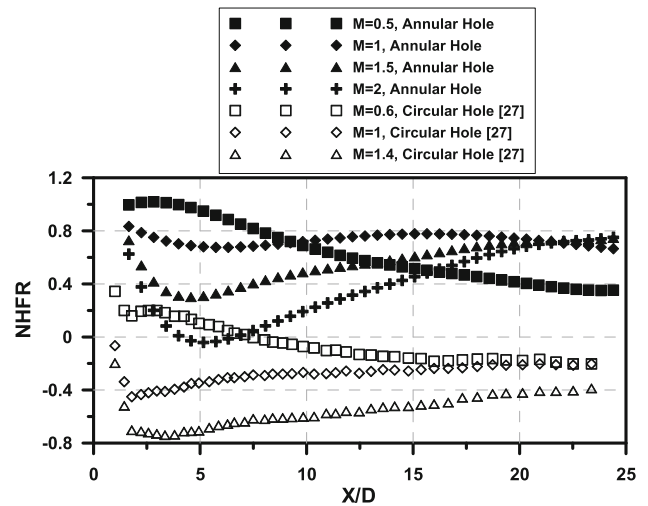 M=0.5, Annular Hole
M=1, Annular Hole
M=1.5, Annular Hole
M=2, Annular Hole
M=0.6, Circular Hole [27]
M=1, Circular Hole [27]
M=1.4, Circular Hole [27]
1.2
0.8
0.4
0
-0.4
-0.8
NHFR
0 5 10 15 20 25
X/D